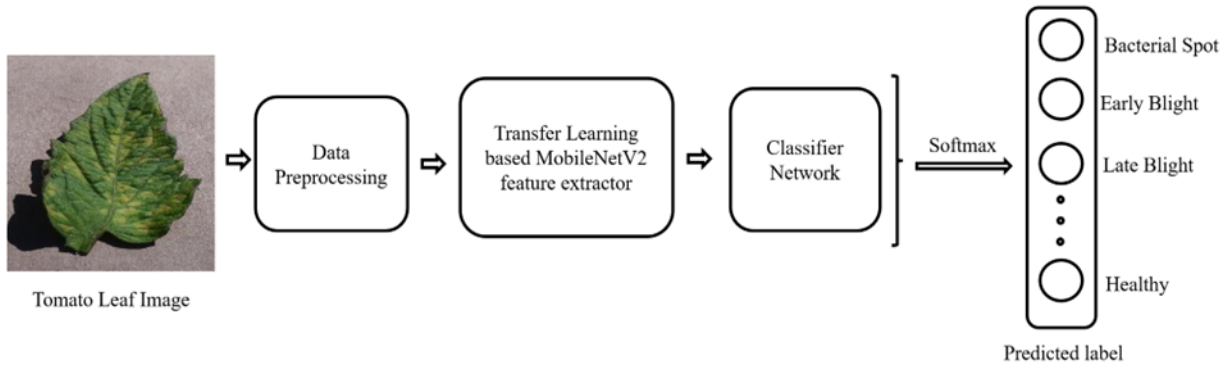 Tomato Leaf Image
Data
Preprocessing
Transfer Learning
based MobileNetV2
feature extractor
Classifier
Network
Softmax
Bacterial Spot
Early Blight
Late Blight
Healthy
Predicted label